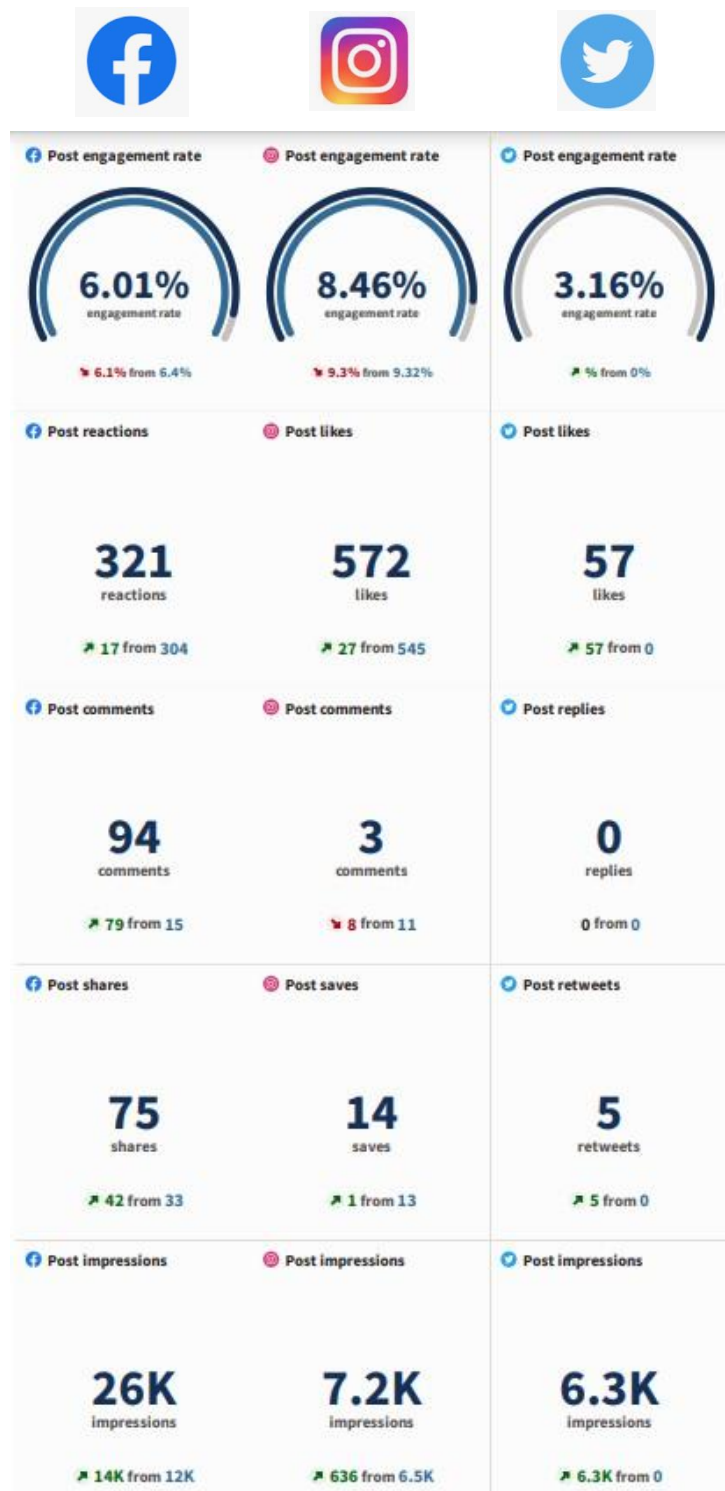 Post engagement rate
Post engagement rate
Post engagement rate
6.01%
engagement rate
8.46%
engagement rate
3.16%
engagement rate
6.1% from 6.4%
9.3% from 9.32%
% from 0%
Post reactions
Post likes
Post likes
321
reactions
572
likes
57
likes
17 from 304
27 from 545
57 from 0
Post comments
Post comments
Post replies
94
comments
3
comments
0
replies
79 from 15
8 from 11
0 from 0
Post shares
Post saves
Post retweets
75
shares
14
saves
5
retweets
42 from 33
1 from 13
5 from 0
Post impressions
Post impressions
Post impressions
26K
impressions
7.2K
impressions
6.3K
impressions
14K from 12K
636 from 6.5K
6.3K from 0